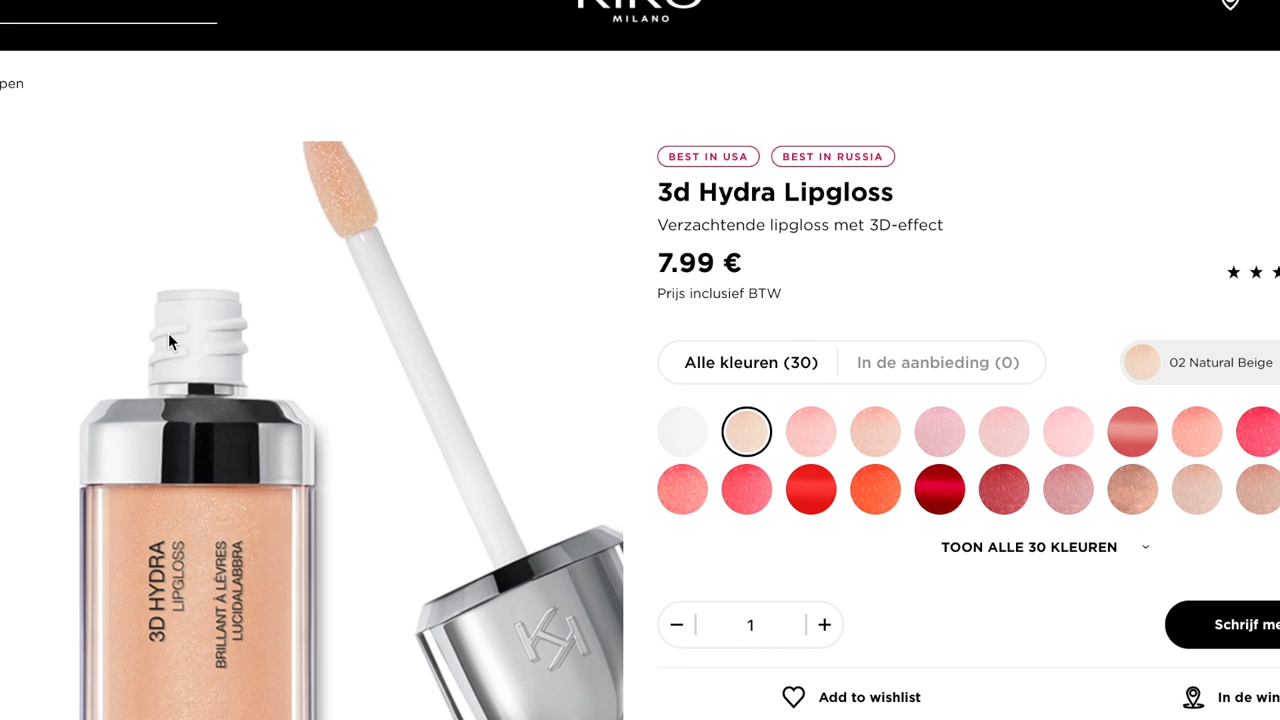 KIKO
MILANO
pen
BEST IN USA
BEST IN RUSSIA
3d Hydra Lipgloss
Verzachtende lipgloss met 3D-effect
7.99 €
Prijs inclusief BTW
Alle kleuren (30)
In de aanbieding (0)
02 Natural Beige
TOON ALLE 30 KLEUREN
3D HYDRA
LIPGLOSS
BRILLANT À LÈVRES
LUCIDALABBRA
1
Schrijf me
Add to wishlist
In de win